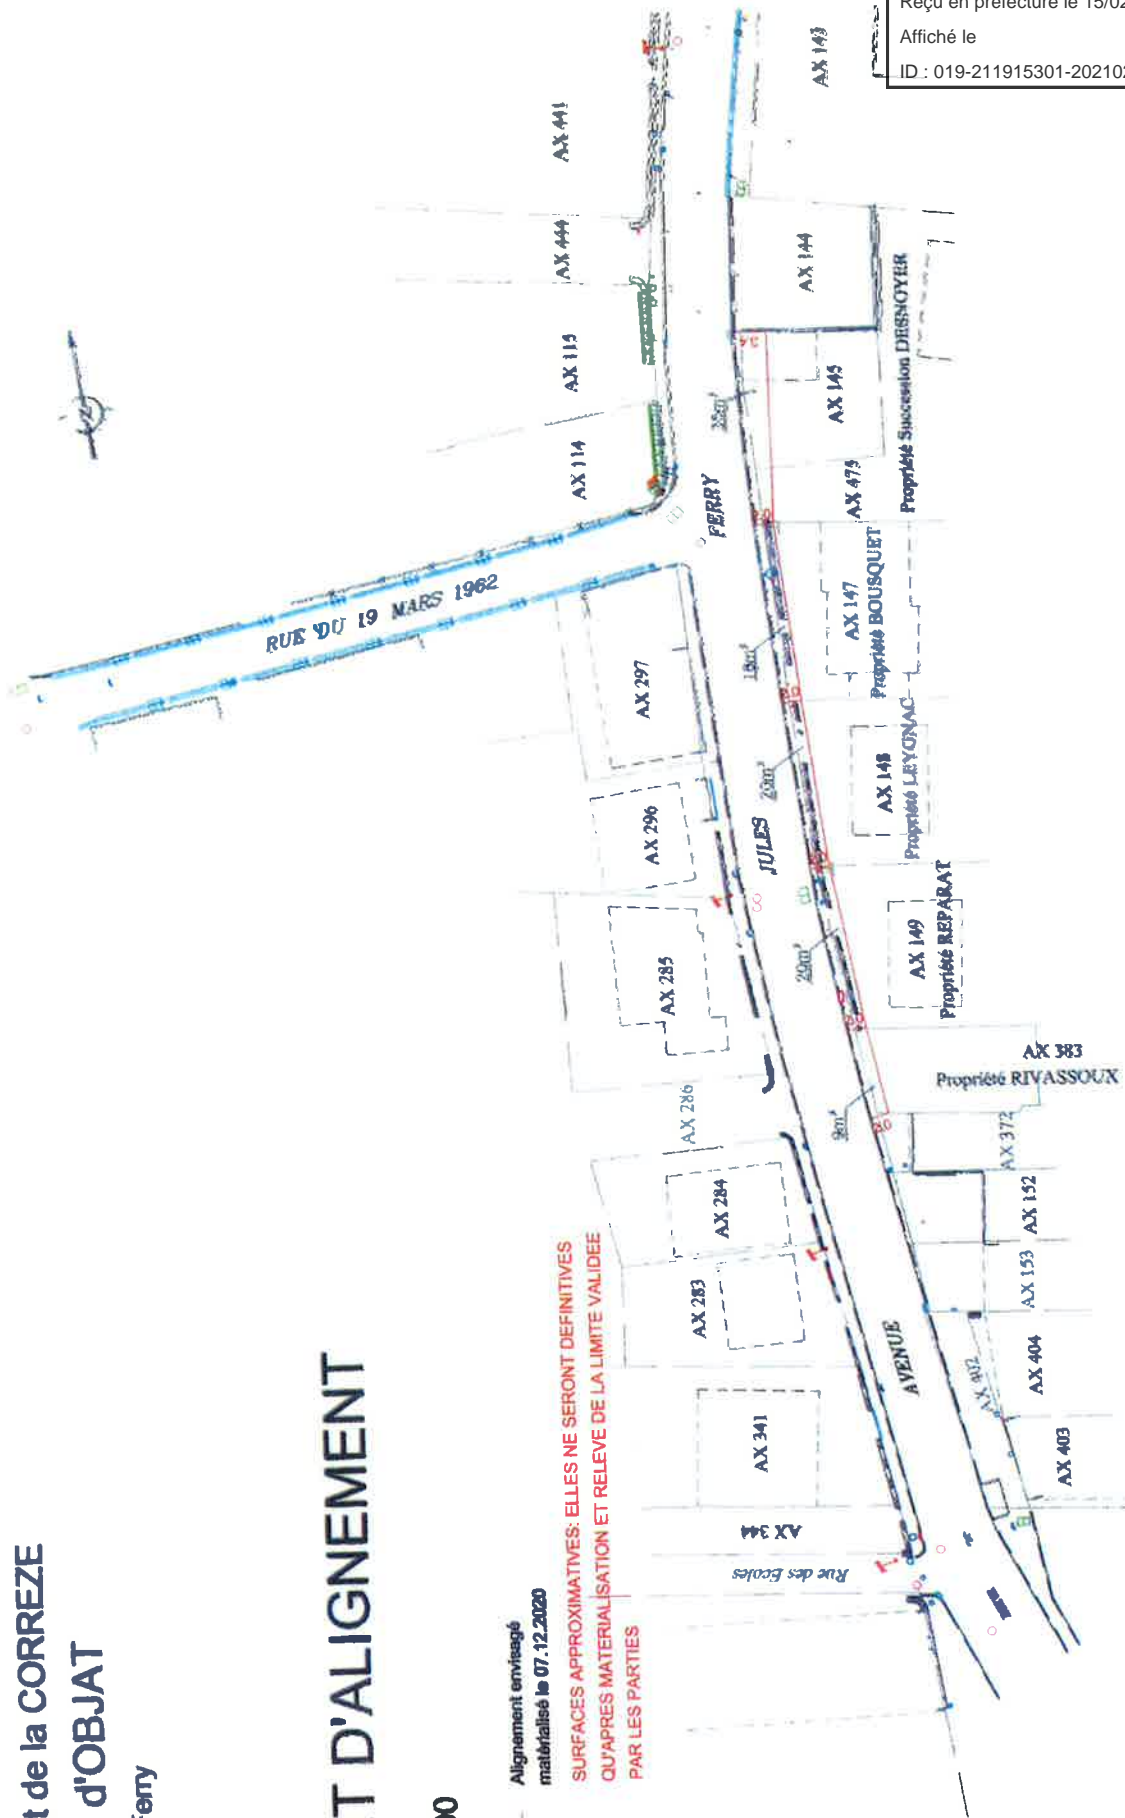 Reçu en préfecture le 15/02
Affiché le
ID : 019-211915301-202102
t de la CORREZE
d'OBJAT
Ferry
T D'ALIGNEMENT
00
Alignement envisagé
matérialisé le 07.12.2020
SURFACES APPROXIMATIVES: ELLES NE SERONT DEFINITIVES
QU'APRES MATERIALISATION ET RELEVE DE LA LIMITE VALIDEE
PAR LES PARTIES
RUE DU 19 MARS 1962
AVENUE
JULES
FERRY
Rue des Ecoles
AX 441
AX 444
AX 115
AX 114
AX 297
AX 296
AX 285
AX 286
AX 284
AX 283
AX 341
AX 344
AX 143
AX 144
AX 145
AX 475
Propriété Succession DESNOYER
AX 147
Propriété BOUSQUET
AX 148
Propriété LEYGNAC
AX 149
Propriété REPARAT
AX 383
Propriété RIVASSOUX
AX 372
AX 152
AX 153
AX 402
AX 404
AX 403
18m²
20m²
20m²
9m²